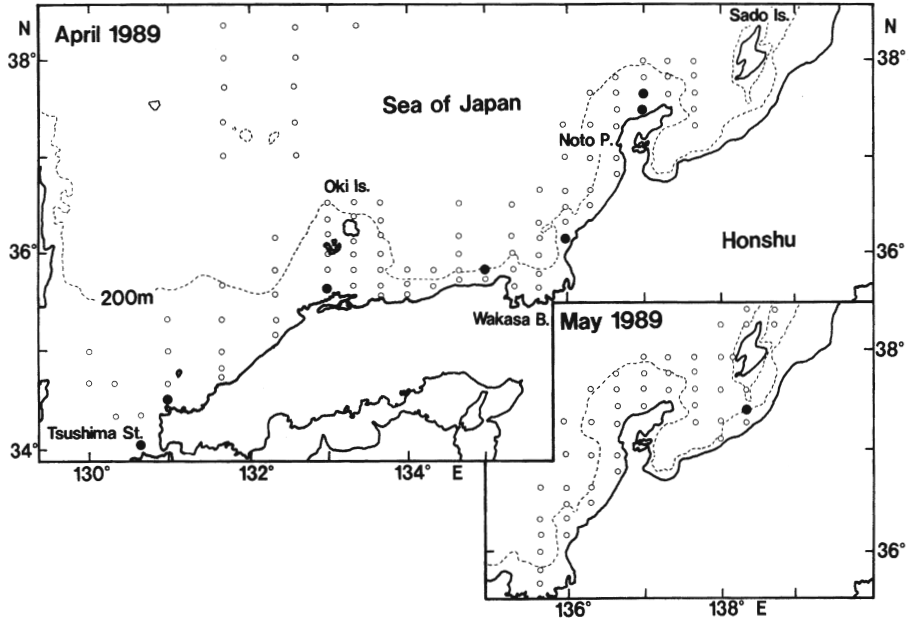 N
April 1989
Sado Is.
N
38°
38°
Sea of Japan
Noto P.
Oki Is.
36°
Honshu
36°
200m
Wakasa B.
May 1989
38°
Tsushima St.
34°
130°
132°
134°
E
36°
136°
138°
E